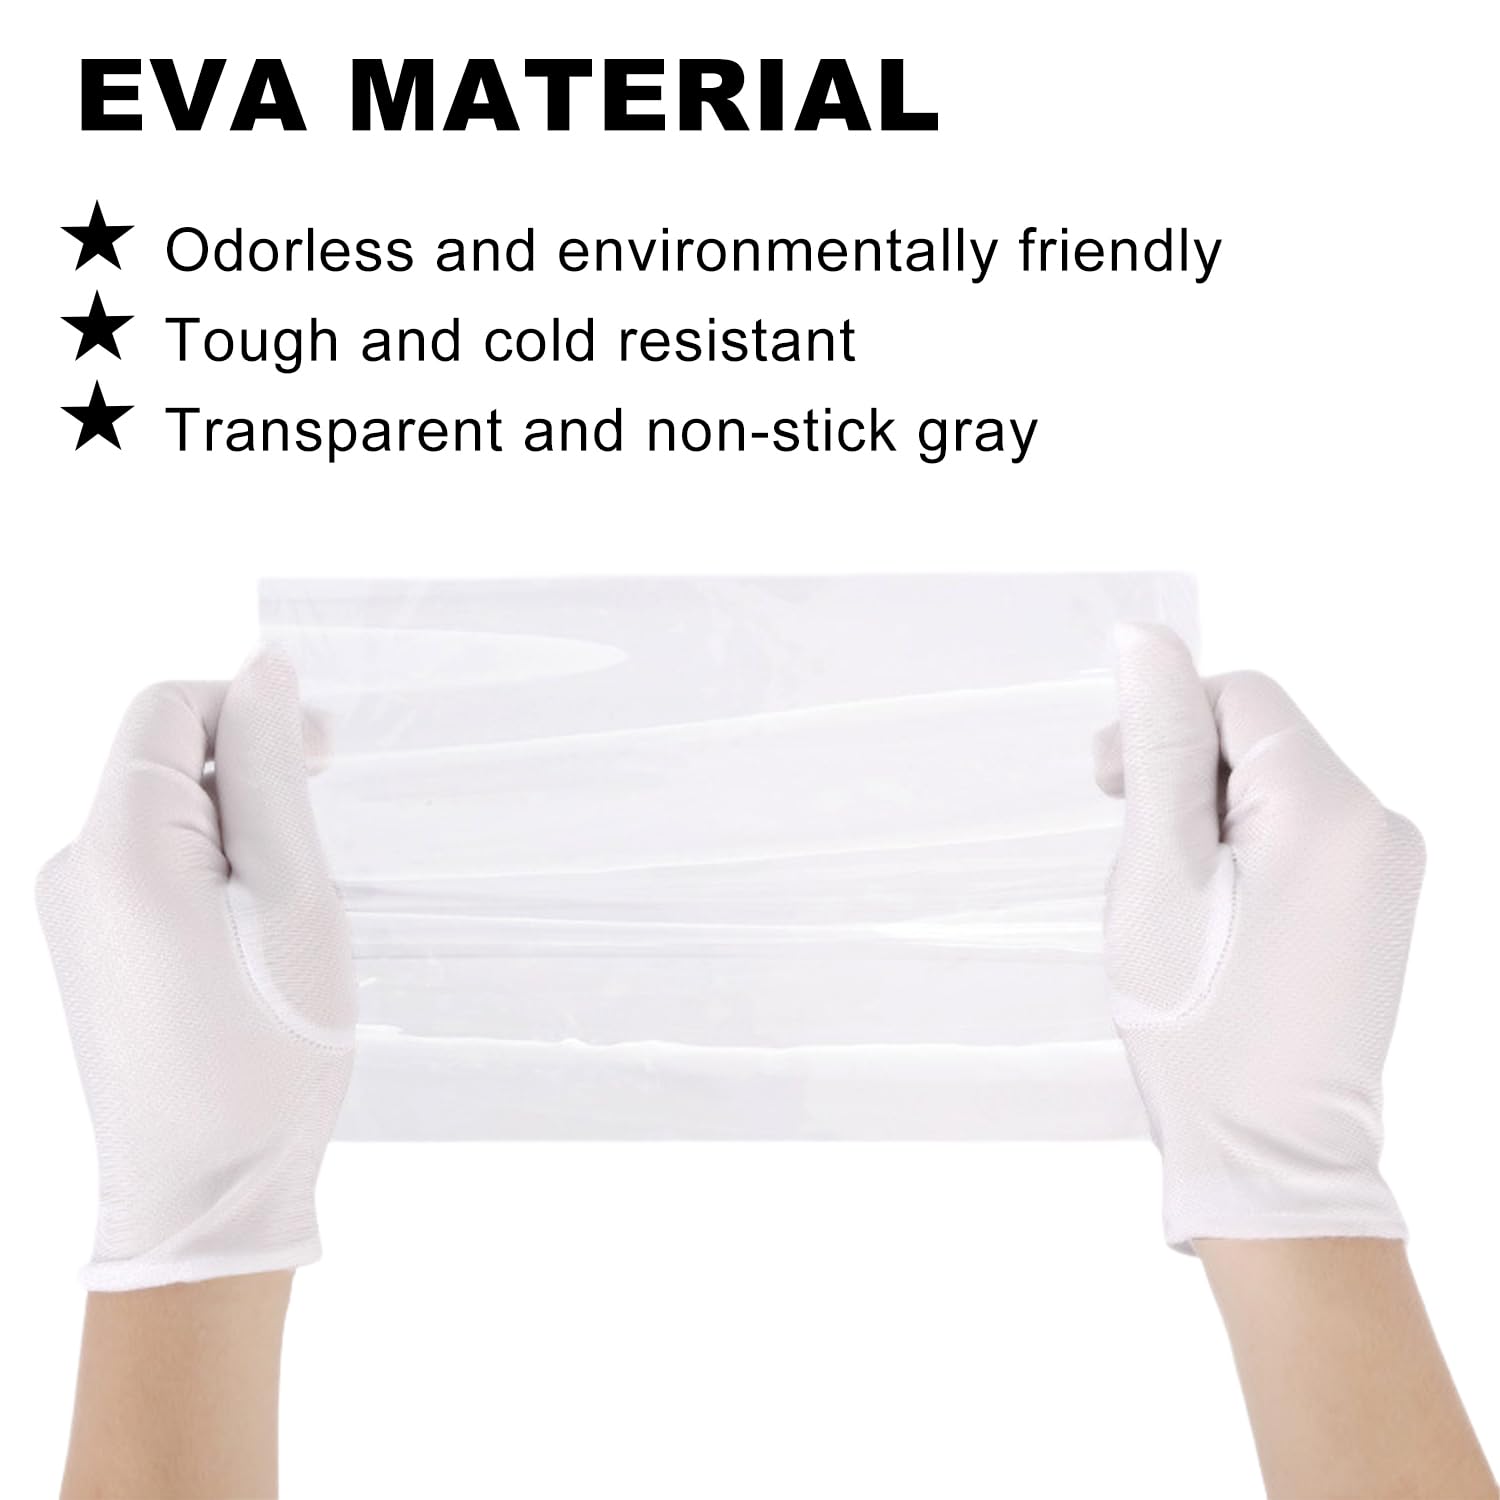 EVA MATERIAL
★ Odorless and environmentally friendly
★ Tough and cold resistant
★ Transparent and non-stick gray